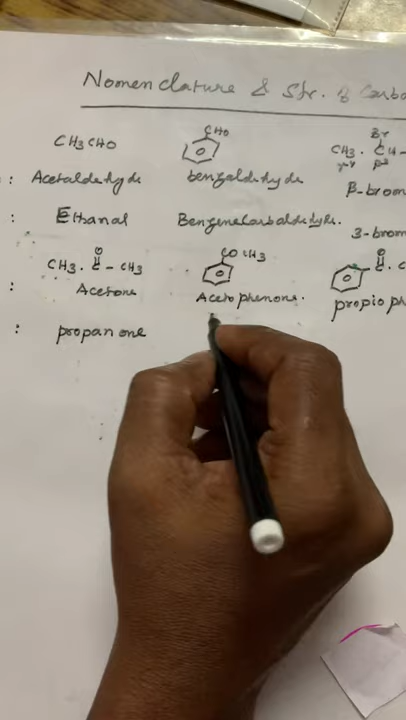 Nomenclature & Str. of Carbo
CH3CHO CHO Br
CH3. CH-
: Acetaldehyde benzaldehyde β-brom
: Ethanal Benzenecarbaldehyde. 3-brom
O COCH3 O
CH3. C - CH3 C. C
: Acetone Acetophenone. propioph
: propanone